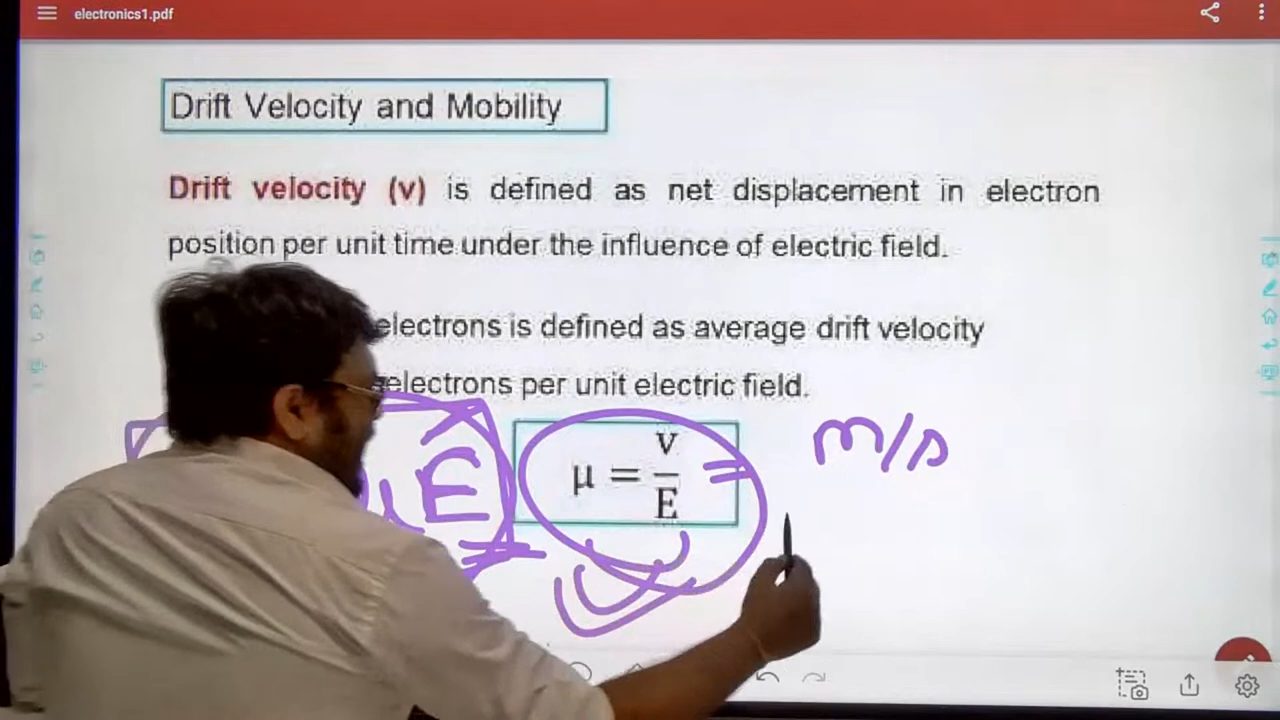 electronics1.pdf
Drift Velocity and Mobility
Drift velocity (v) is defined as net displacement in electron
position per unit time under the influence of electric field.
electrons is defined as average drift velocity
electrons per unit electric field.
μE
μ = v/E =
m/s